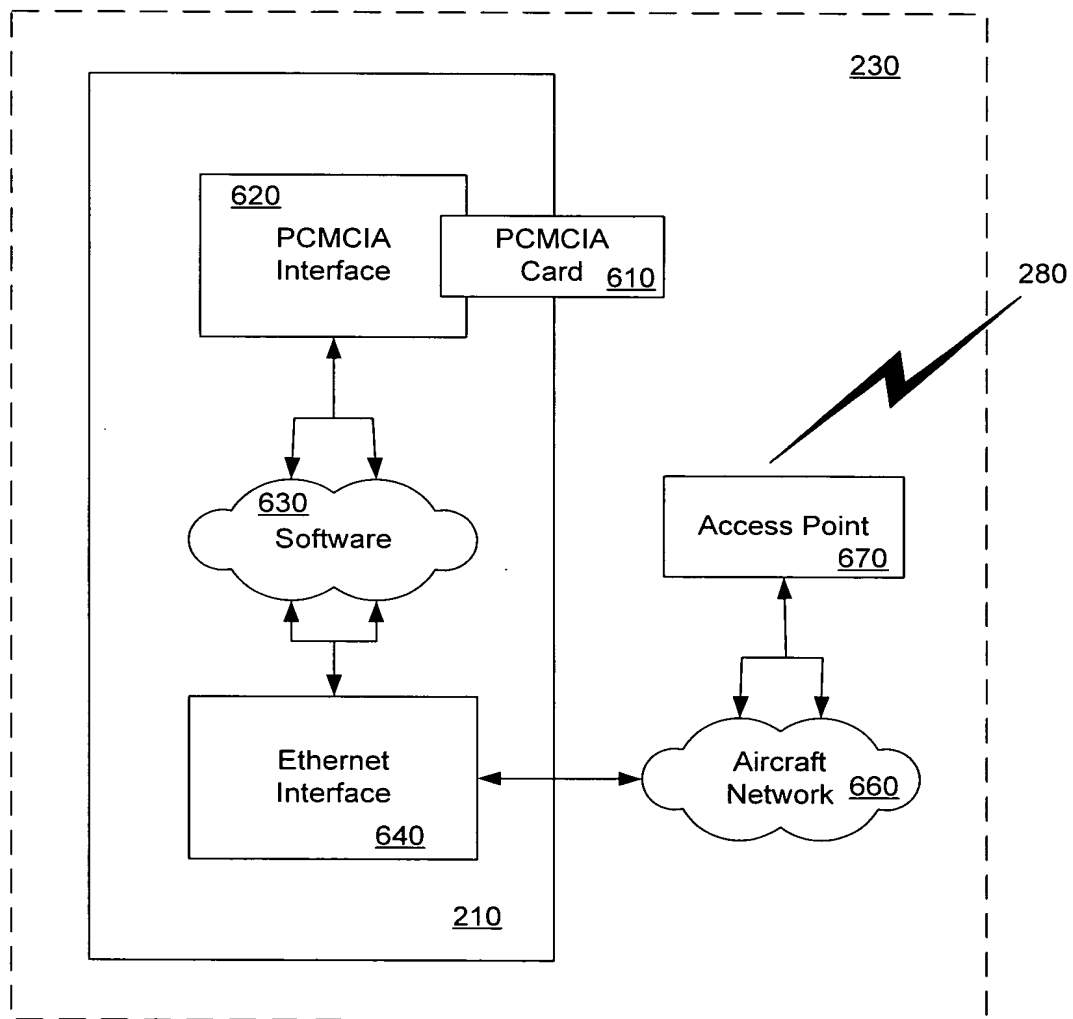 230
620
PCMCIA
Interface
PCMCIA
Card
610
280
630
Software
Access Point
670
Ethernet
Interface
640
Aircraft
Network
660
210